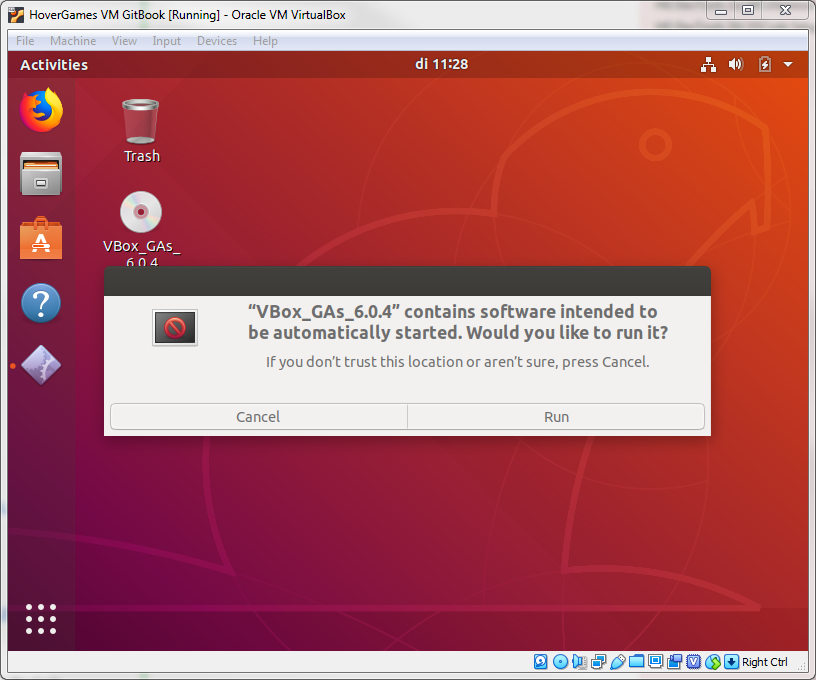 HoverGames VM GitBook [Running] - Oracle VM VirtualBox
File Machine View Input Devices Help
Activities
di 11:28
Trash
VBox_GAs_
6.0.4
“VBox_GAs_6.0.4” contains software intended to
be automatically started. Would you like to run it?
If you don’t trust this location or aren’t sure, press Cancel.
Cancel
Run
Right Ctrl